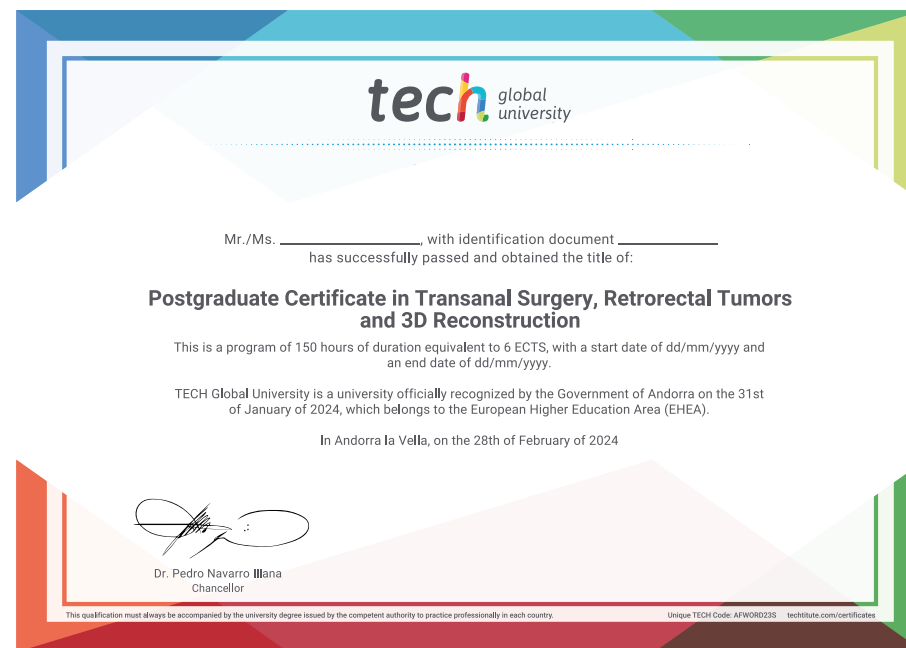 tech global
university
Mr./Ms. ____________, with identification document ____________
has successfully passed and obtained the title of:
Postgraduate Certificate in Transanal Surgery, Retrorectal Tumors
and 3D Reconstruction
This is a program of 150 hours of duration equivalent to 6 ECTS, with a start date of dd/mm/yyyy and
an end date of dd/mm/yyyy.
TECH Global University is a university officially recognized by the Government of Andorra on the 31st
of January of 2024, which belongs to the European Higher Education Area (EHEA).
In Andorra la Vella, on the 28th of February of 2024
Dr. Pedro Navarro Illana
Chancellor
This qualification must always be accompanied by the university degree issued by the competent authority to practice professionally in each country.
Unique TECH Code: AFWORD23S techtitute.com/certificates